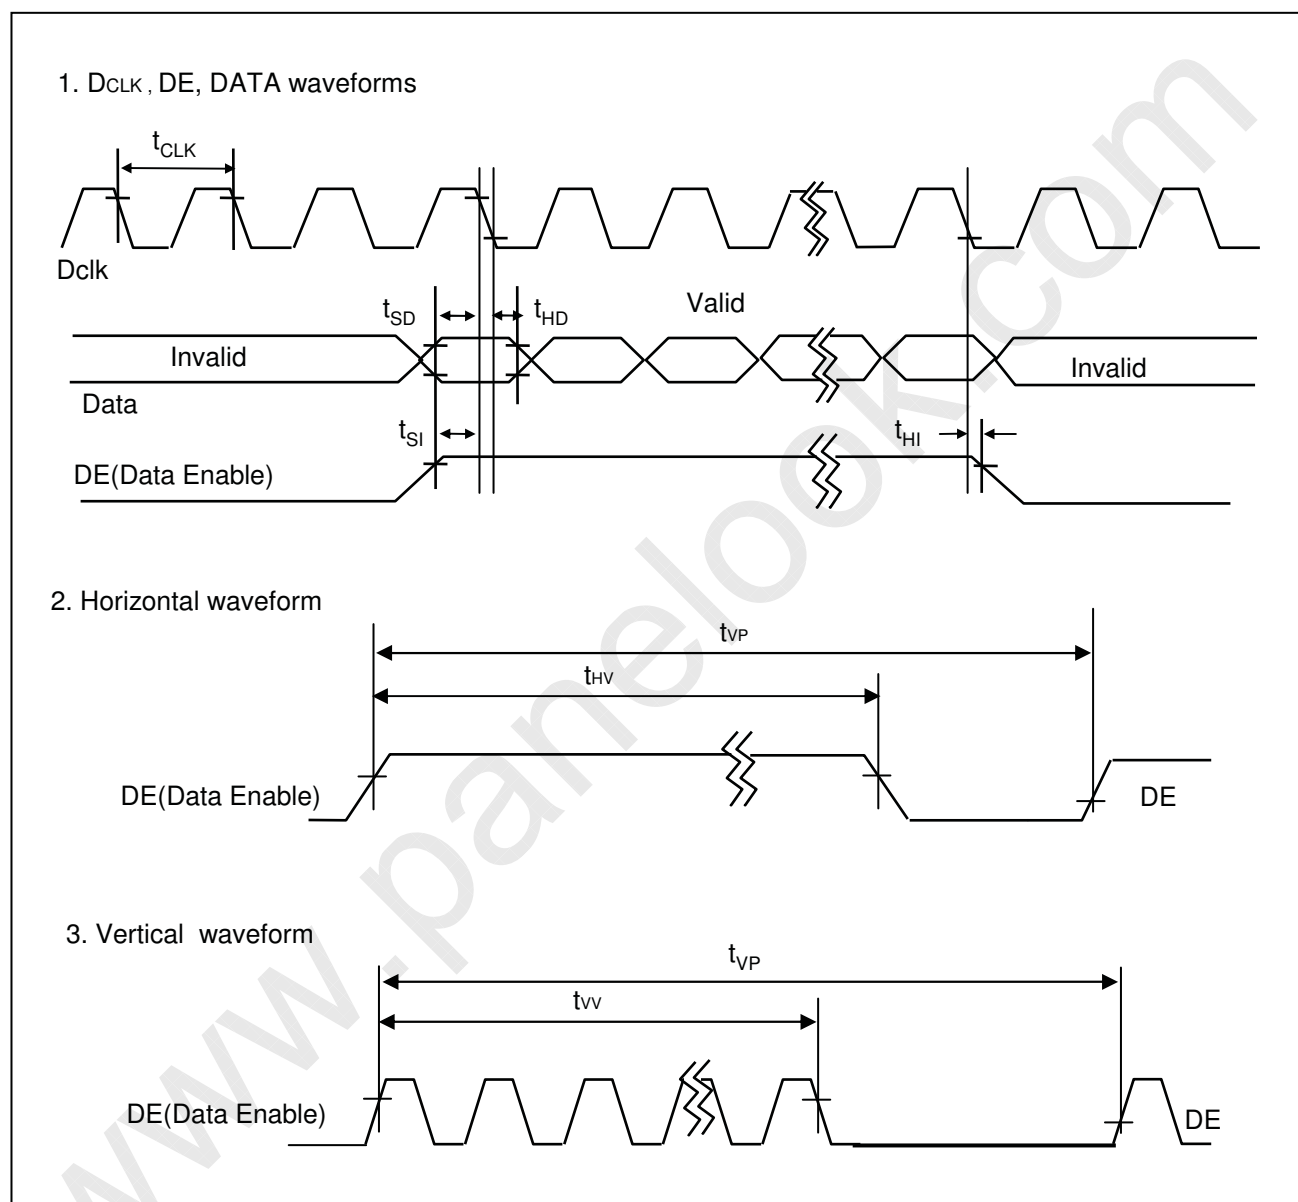 1. DCLK , DE, DATA waveforms
tCLK
Dclk
tSD
tHD
Valid
Invalid
Invalid
Data
tSI
tHI
DE(Data Enable)
2. Horizontal waveform
tVP
tHV
DE(Data Enable)
DE
3. Vertical waveform
tVP
tVV
DE(Data Enable)
DE
www.panelook.com